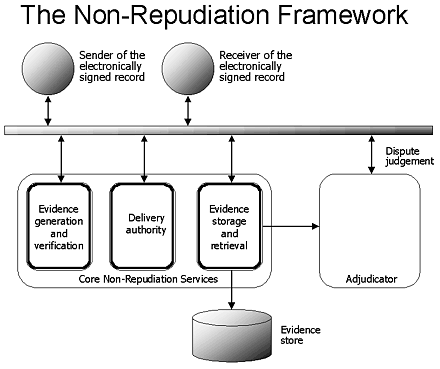 The Non-Repudiation Framework
Sender of the
electronically
signed record
Receiver of the
electronically
signed record
Dispute
judgement
Evidence
generation
and
verification
Delivery
authority
Evidence
storage
and
retrieval
Core Non-Repudiation Services
Adjudicator
Evidence
store